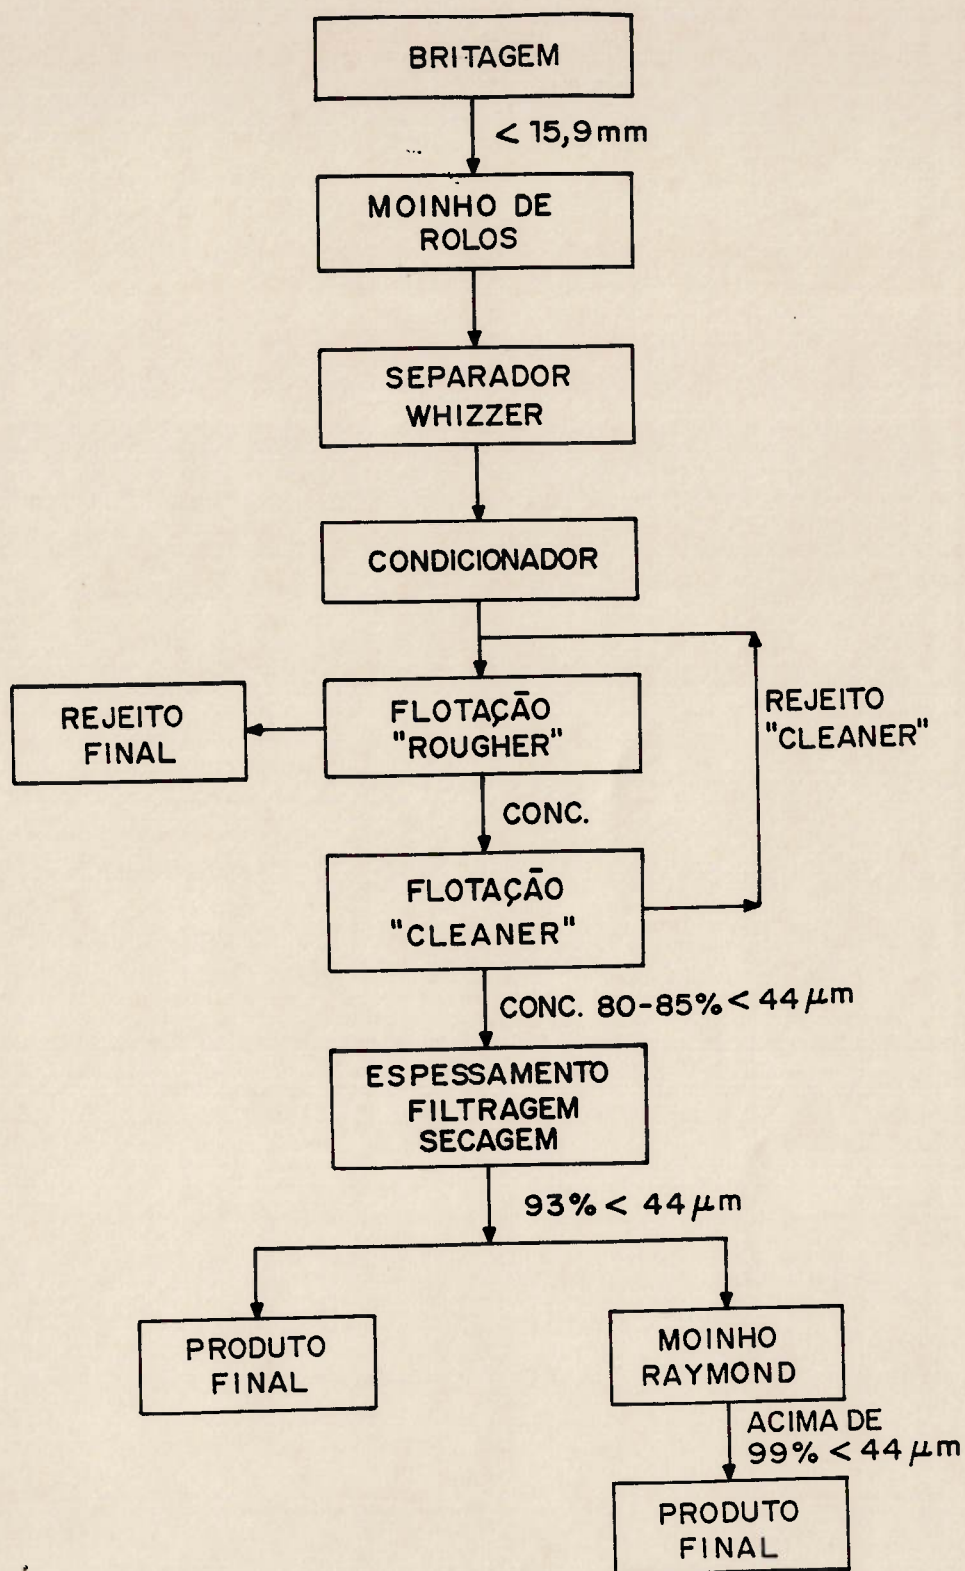 BRITAGEM
< 15,9mm
MOINHO DE
ROLOS
SEPARADOR
WHIZZER
CONDICIONADOR
REJEITO
FINAL
FLOTAÇÃO
"ROUGHER"
REJEITO
"CLEANER"
CONC.
FLOTAÇÃO
"CLEANER"
CONC. 80-85% < 44 μm
ESPESSAMENTO
FILTRAGEM
SECAGEM
93% < 44 μm
PRODUTO
FINAL
MOINHO
RAYMOND
ACIMA DE
99% < 44 μm
PRODUTO
FINAL